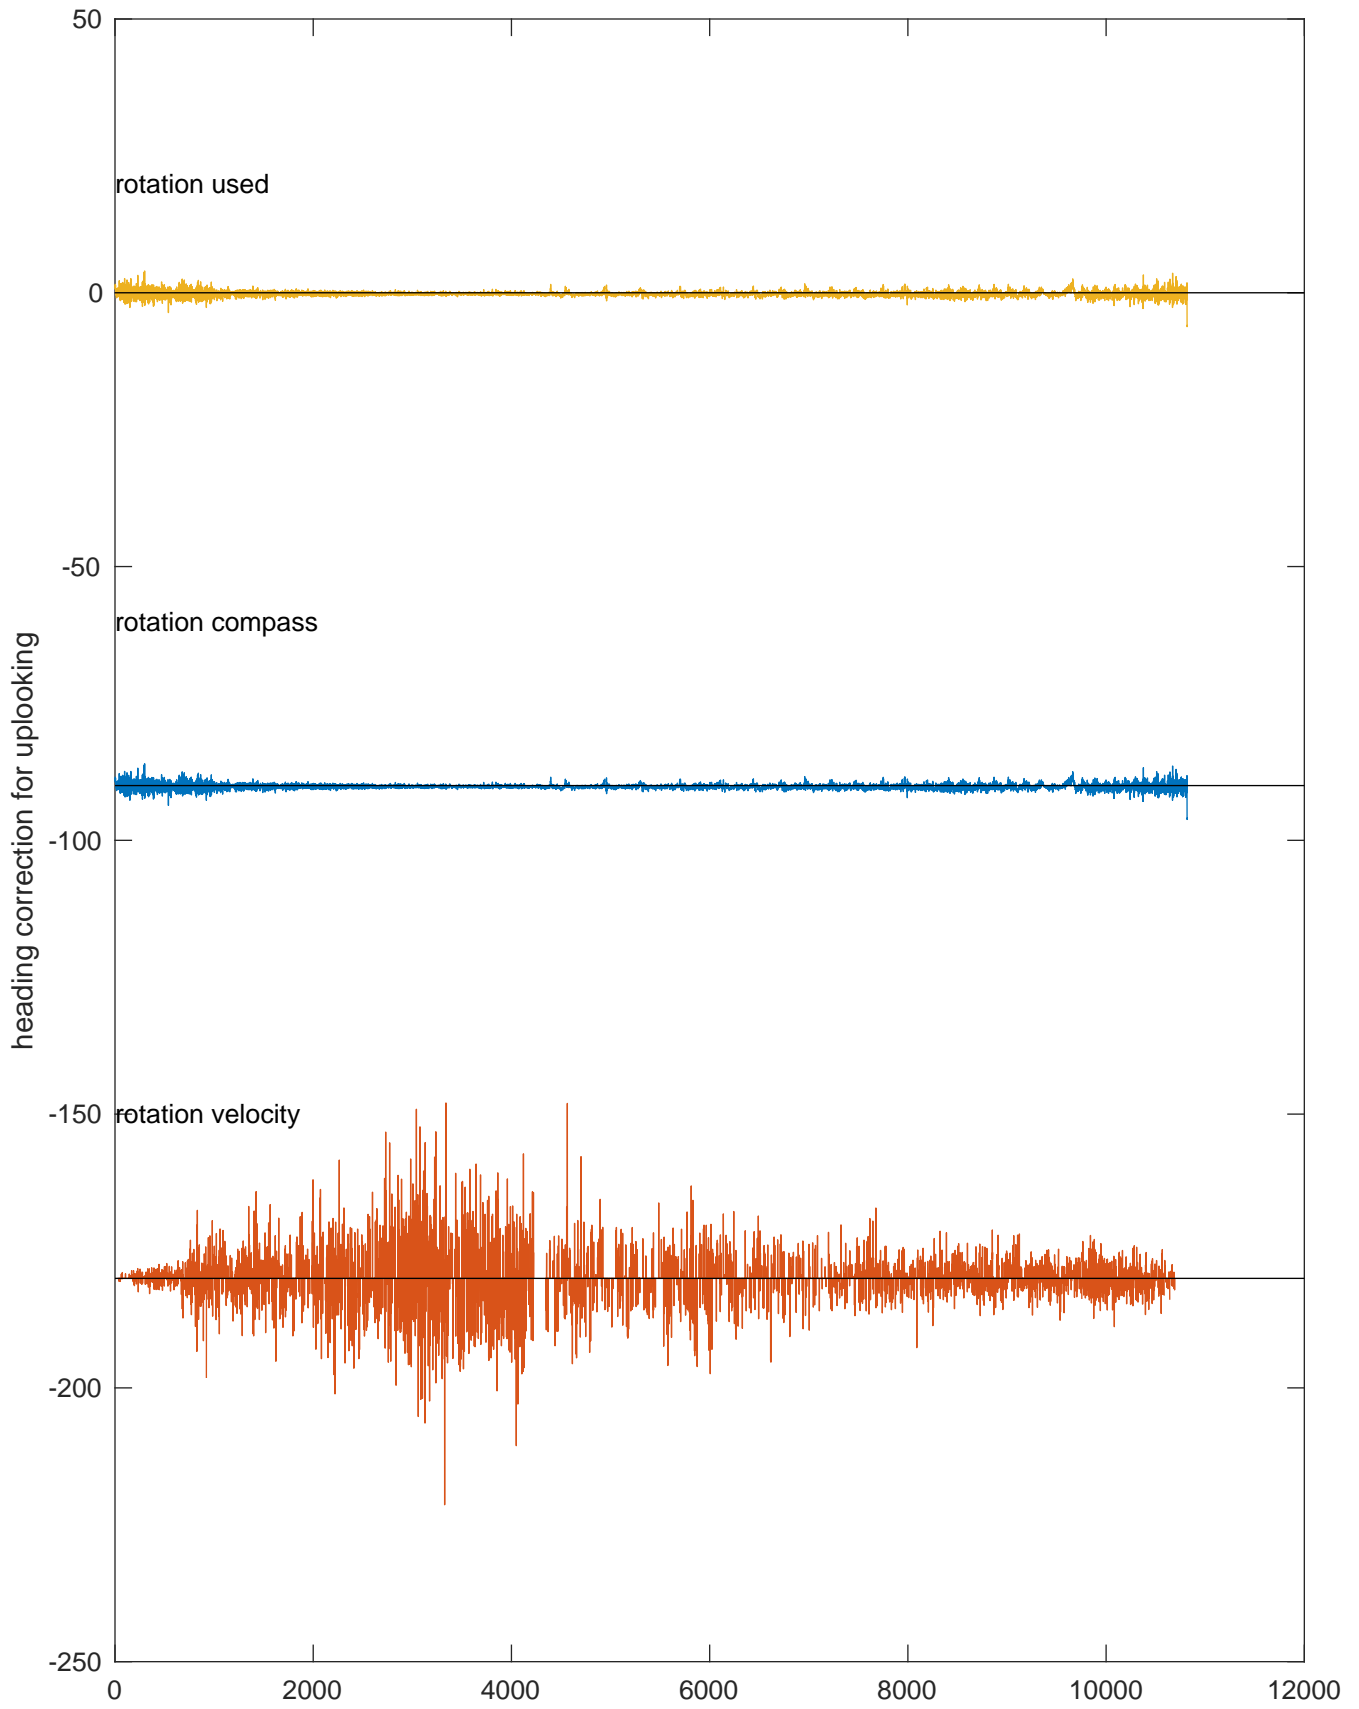 50
rotation used
0
-50
rotation compass
heading correction for uplooking
-100
-150
rotation velocity
-200
-250
0 2000 4000 6000 8000 10000 12000